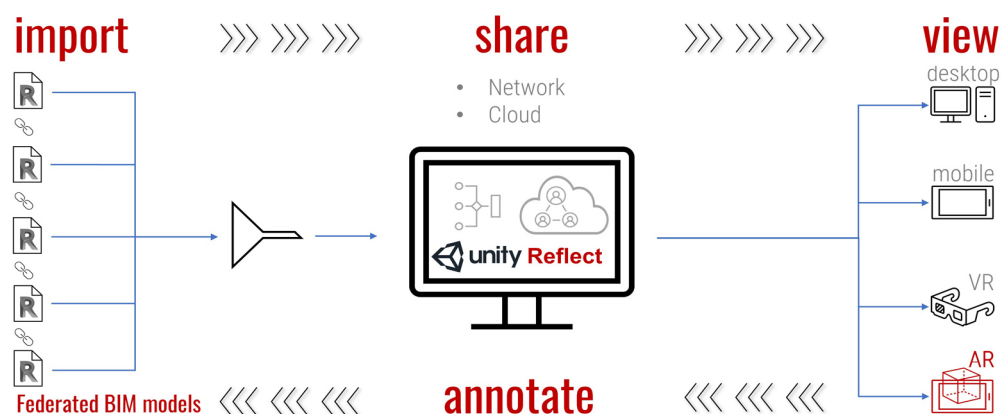 import
share
view
• Network
• Cloud
desktop
mobile
VR
AR
R
R
R
R
R
unity Reflect
Federated BIM models
annotate